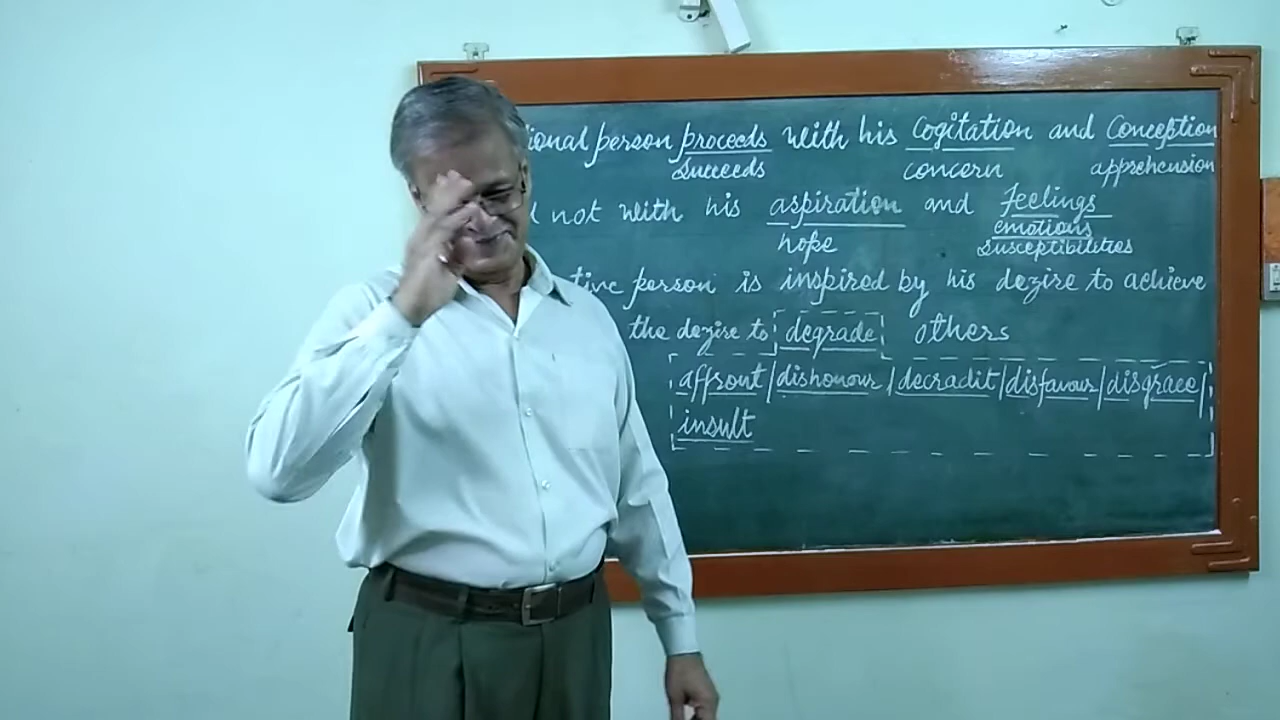 ional person proceeds with his Cogitation and Conception
succeeds concern apprehension
not with his aspiration and Feelings
emotions
hope susceptibilities
tive person is inspired by his dezire to achieve
the dezire to degrade others
affront / dishonour / decradit / disfavour / disgrace /
insult